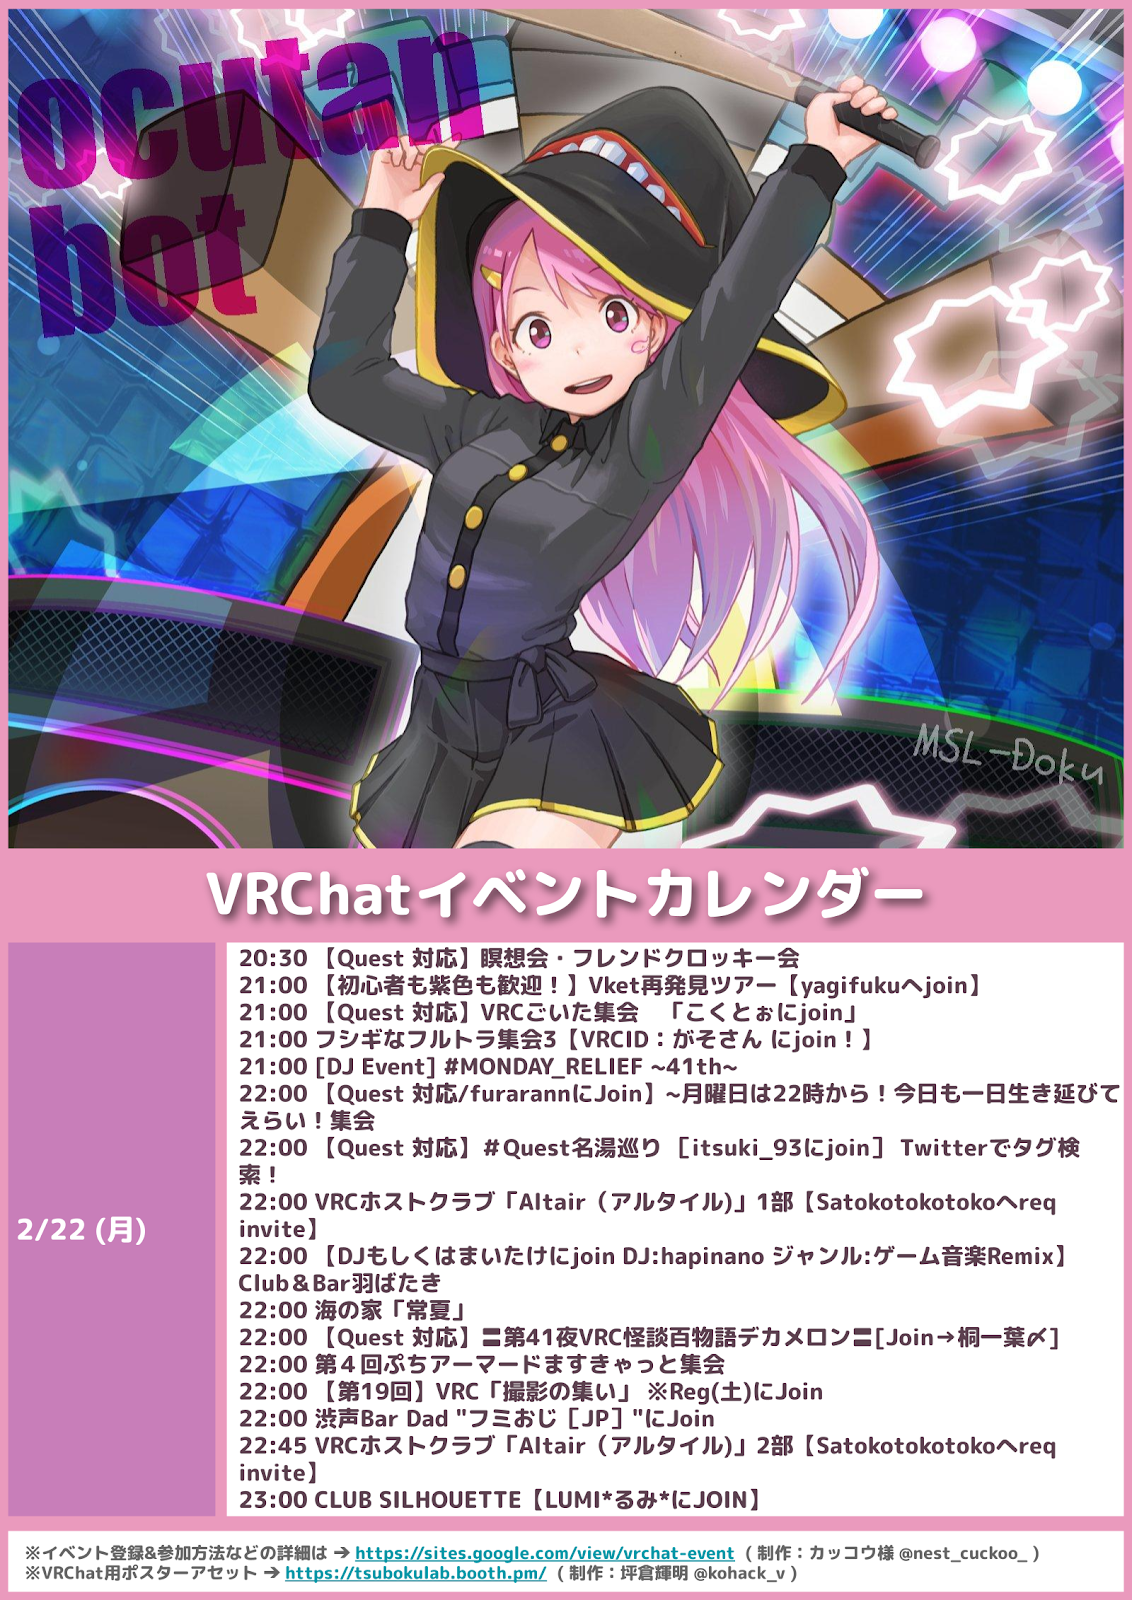 ocutan
bot
MSL-Doku
VRChatイベントカレンダー
2/22 (月)
20:30 【Quest 対応】瞑想会・フレンドクロッキー会
21:00 【初心者も紫色も歓迎！】Vket再発見ツアー【yagifukuへjoin】
21:00 【Quest 対応】VRCごいた集会　「こくとぉにjoin」
21:00 フシギなフルトラ集会3【VRCID：がそさん にjoin！】
21:00 [DJ Event] #MONDAY_RELIEF ~41th~
22:00 【Quest 対応/furarannにJoin】~月曜日は22時から！今日も一日生き延びて
えらい！集会
22:00 【Quest 対応】＃Quest名湯巡り ［itsuki_93にjoin］ Twitterでタグ検
索！
22:00 VRCホストクラブ「Altair（アルタイル)」1部【Satokotokotokoへreq
invite】
22:00 【DJもしくはまいたけにjoin DJ:hapinano ジャンル:ゲーム音楽Remix】
Club＆Bar羽ばたき
22:00 海の家「常夏」
22:00 【Quest 対応】〓第41夜VRC怪談百物語デカメロン〓[Join→桐一葉〆]
22:00 第４回ぷちアーマードますきゃっと集会
22:00 【第19回】VRC「撮影の集い」 ※Reg(土)にJoin
22:00 渋声Bar Dad "フミおじ［JP］"にJoin
22:45 VRCホストクラブ「Altair（アルタイル)」2部【Satokotokotokoへreq
invite】
23:00 CLUB SILHOUETTE【LUMI*るみ*にJOIN】
※イベント登録&参加方法などの詳細は → https://sites.google.com/view/vrchat-event ( 制作：カッコウ様 @nest_cuckoo_ )
※VRChat用ポスターアセット → https://tsubokulab.booth.pm/ ( 制作：坪倉輝明 @kohack_v )